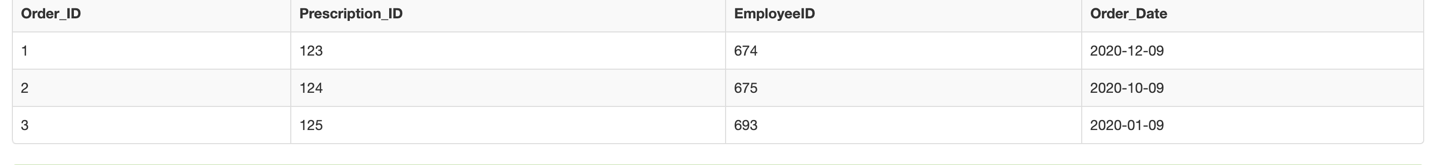 Order_ID Prescription_ID EmployeeID Order_Date
1 123 674 2020-12-09
2 124 675 2020-10-09
3 125 693 2020-01-09